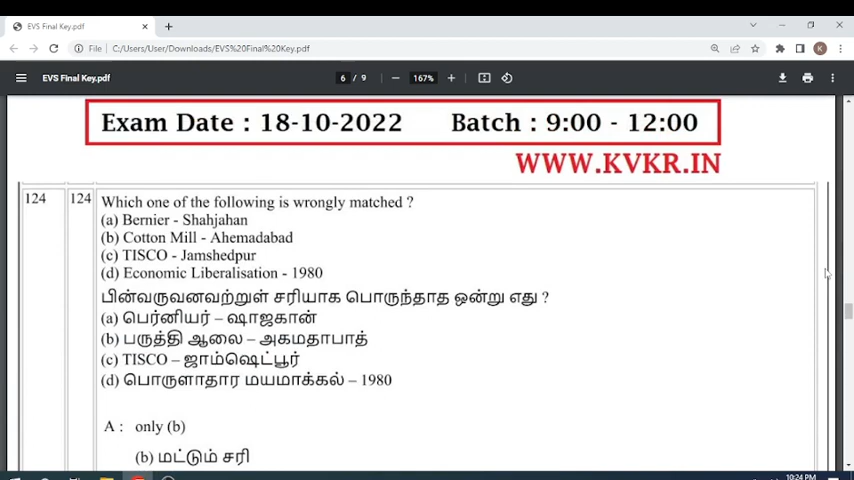 EVS Final Key.pdf
File C:/Users/User/Downloads/EVS%20Final%20Key.pdf
K
EVS Final Key.pdf 6 / 9 167%
Exam Date : 18-10-2022 Batch : 9:00 - 12:00
WWW.KVKR.IN
124 124 Which one of the following is wrongly matched ?
(a) Bernier - Shahjahan
(b) Cotton Mill - Ahemadabad
(c) TISCO - Jamshedpur
(d) Economic Liberalisation - 1980
பின்வருவனவற்றுள் சரியாக பொருந்தாத ஒன்று எது ?
(a) பெர்னியர் – ஷாஜகான்
(b) பருத்தி ஆலை – அகமதாபாத்
(c) TISCO – ஜாம்ஷெட்பூர்
(d) பொருளாதார மயமாக்கல் – 1980
A : only (b)
(b) மட்டும் சரி
10:24 PM